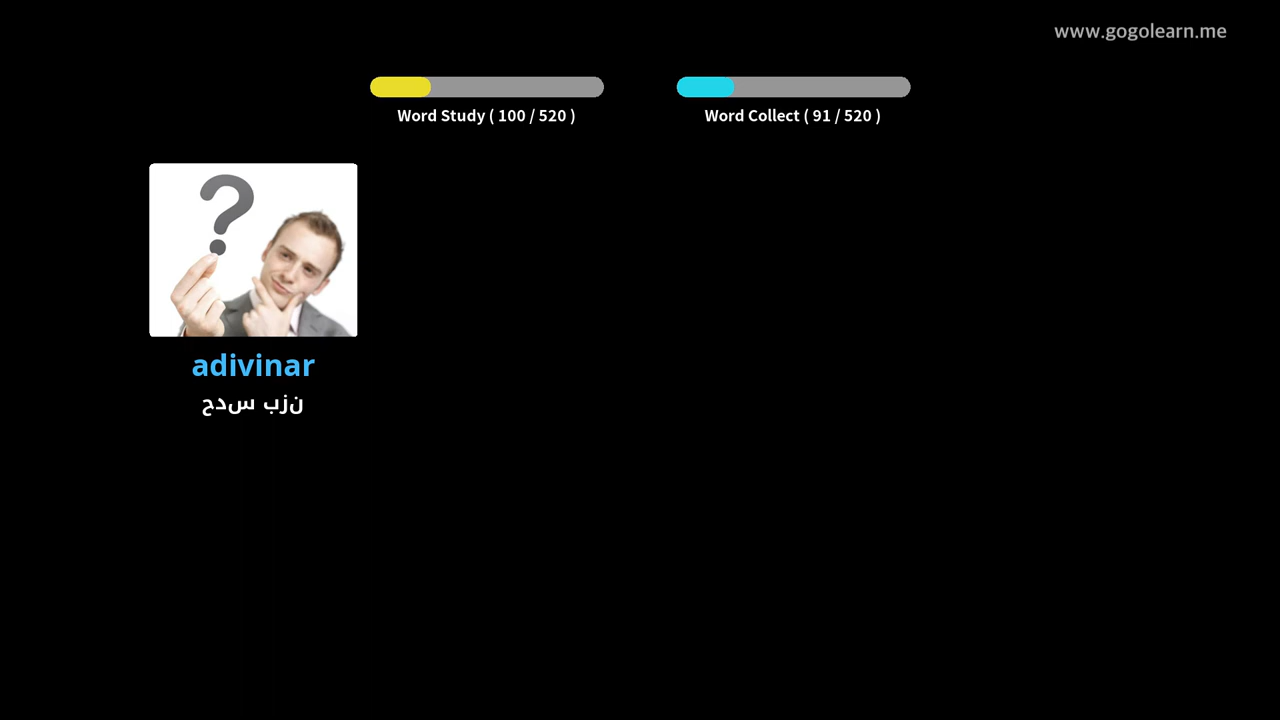 www.gogolearn.me
Word Study ( 100 / 520 )
Word Collect ( 91 / 520 )
adivinar
حدس بزن